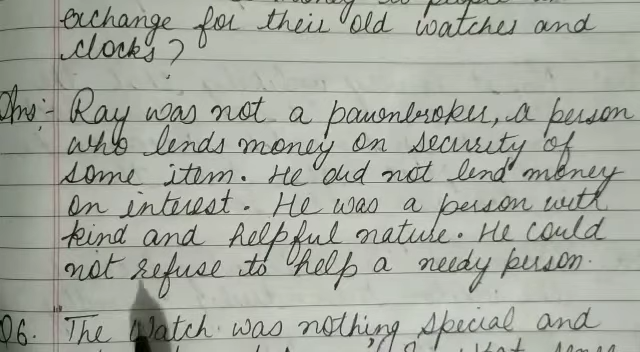 exchange for their old watches and
clocks?
Ans:- Ray was not a pawnbroker, a person
who lends money on security of
some item. He did not lend money
on interest. He was a person with
kind and helpful nature. He could
not refuse to help a needy person.
Q6. The Watch was nothing special and